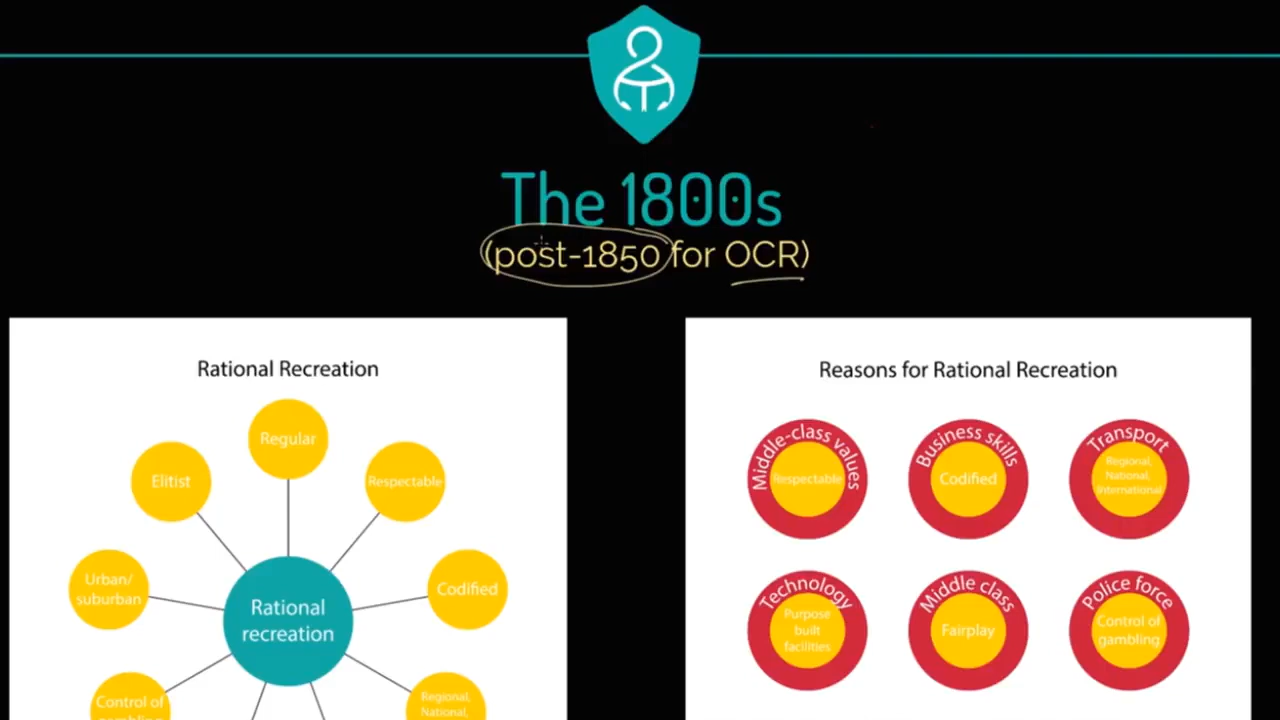 The 1800s
(post-1850 for OCR)
Rational Recreation
Regular
Elitist
Respectable
Urban/
suburban
Codified
Rational
recreation
Control of
gambling
Regional,
National,
Reasons for Rational Recreation
Middle-class values
Respectable
Business skills
Codified
Transport
Regional,
National,
International
Technology
Purpose
built
facilities
Middle class
Fairplay
Police force
Control of
gambling